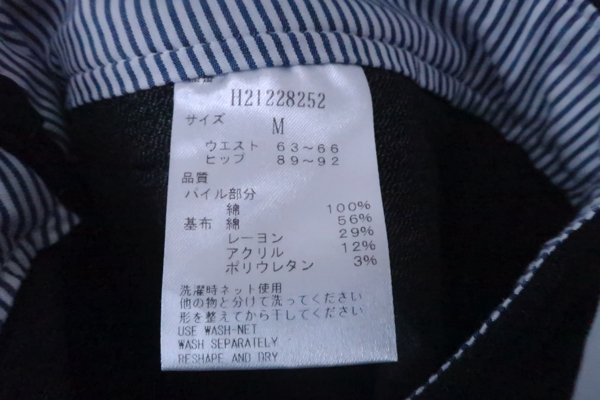 H21228252
サイズ
M
ウエスト 63～66
ヒップ 89～92
品質
パイル部分
綿 100%
基布 綿 56%
レーヨン 29%
アクリル 12%
ポリウレタン 3%
洗濯時ネット使用
他の物と分けて洗ってください
形を整えてから干してください
USE WASH-NET
WASH SEPARATELY
RESHAPE AND DRY